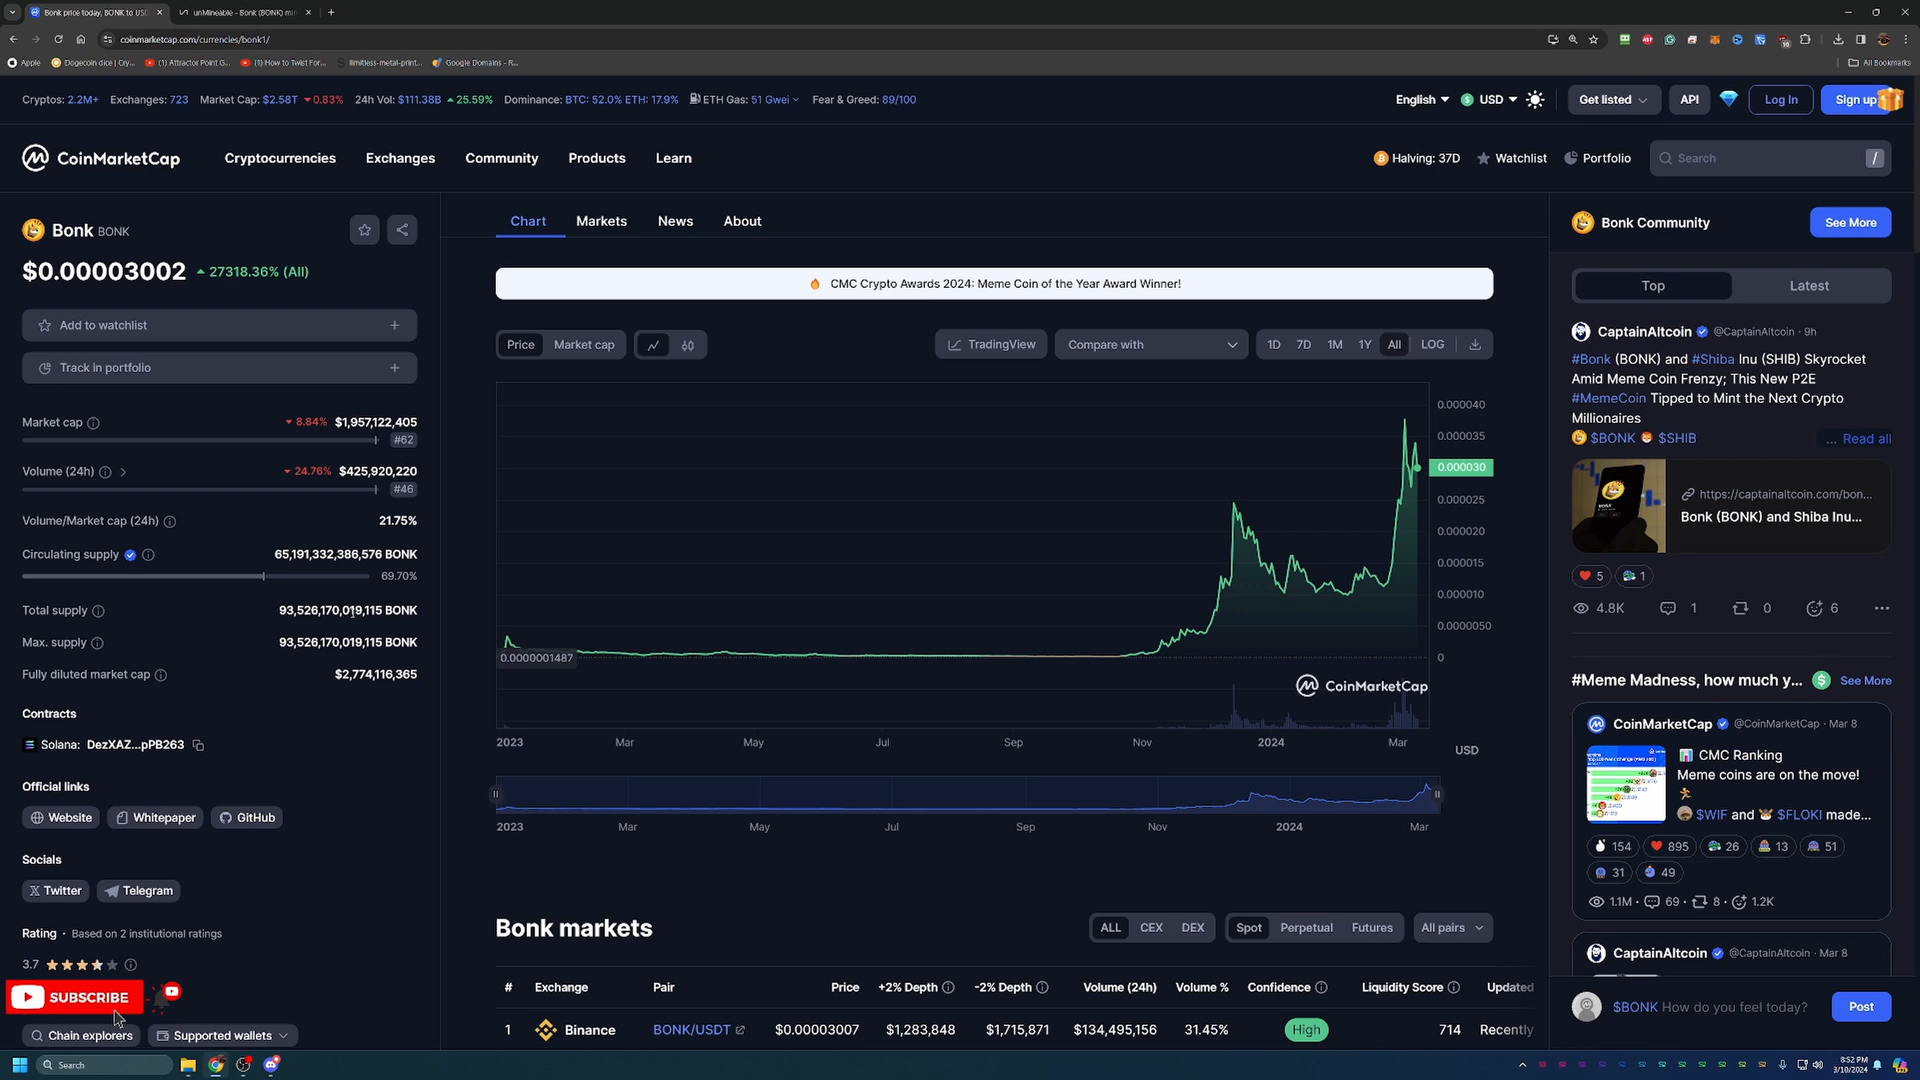 Bonk price today, BONK to USD
unMineable - Bonk (BONK) min
coinmarketcap.com/currencies/bonk1/
Apple
Dogecoin dice | Cry...
(1) Attractor Point G...
(1) How to Twist For...
limitless-metal-print...
Google Domains - R...
All Bookmarks
Cryptos: 2.2M+ Exchanges: 723 Market Cap: $2.58T 0.83% 24h Vol: $111.38B 25.59% Dominance: BTC: 52.0% ETH: 17.9% ETH Gas: 51 Gwei Fear & Greed: 89/100
English USD Get listed API Log In Sign up
CoinMarketCap Cryptocurrencies Exchanges Community Products Learn
Halving: 37D Watchlist Portfolio Search /
Bonk BONK
$0.00003002 27318.36% (All)
Add to watchlist
Track in portfolio
Market cap 8.84% $1,957,122,405
#62
Volume (24h) 24.76% $425,920,220
#46
Volume/Market cap (24h) 21.75%
Circulating supply 65,191,332,386,576 BONK
69.70%
Total supply 93,526,170,019,115 BONK
Max. supply 93,526,170,019,115 BONK
Fully diluted market cap $2,774,116,365
Contracts
Solana: DezXAZ...pPB263
Official links
Website Whitepaper GitHub
Socials
Twitter Telegram
Rating · Based on 2 institutional ratings
3.7
SUBSCRIBE
Chain explorers Supported wallets
Chart Markets News About
CMC Crypto Awards 2024: Meme Coin of the Year Award Winner!
Price Market cap
TradingView Compare with 1D 7D 1M 1Y All LOG
0.000040
0.000035
0.000030
0.000025
0.000020
0.000015
0.000010
0.0000050
0
0.0000001487
CoinMarketCap
2023 Mar May Jul Sep Nov 2024 Mar
USD
2023 Mar May Jul Sep Nov 2024 Mar
Bonk markets
ALL CEX DEX Spot Perpetual Futures All pairs
# Exchange Pair Price +2% Depth -2% Depth Volume (24h) Volume % Confidence Liquidity Score Updated
1 Binance BONK/USDT $0.00003007 $1,283,848 $1,715,871 $134,495,156 31.45% High 714 Recently
Bonk Community See More
Top Latest
CaptainAltcoin @CaptainAltcoin · 9h
#Bonk (BONK) and #Shiba Inu (SHIB) Skyrocket
Amid Meme Coin Frenzy; This New P2E
#MemeCoin Tipped to Mint the Next Crypto
Millionaires
$BONK $SHIB ... Read all
https://captainaltcoin.com/bon...
Bonk (BONK) and Shiba Inu...
5 1
4.8K 1 0 6
#Meme Madness, how much y... See More
CoinMarketCap @CoinMarketCap · Mar 8
CMC Ranking
Meme coins are on the move!
$WIF and $FLOKI made...
154 895 26 13 51
31 49
1.1M · 69 · 8 · 1.2K
CaptainAltcoin @CaptainAltcoin · Mar 8
$BONK How do you feel today? Post
Search
8:52 PM
3/10/2024